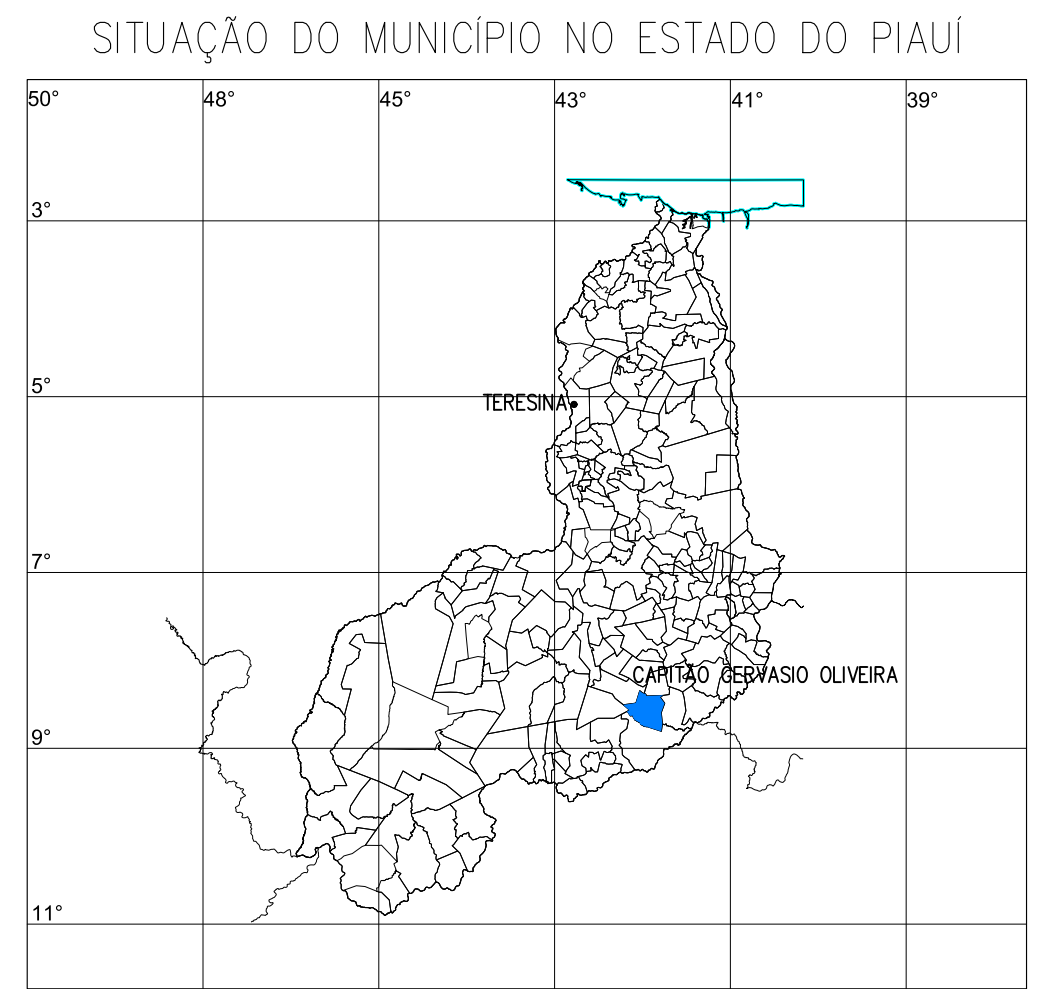 SITUAÇÃO DO MUNICÍPIO NO ESTADO DO PIAUÍ
50° 48° 45° 43° 41° 39°
3°
5°
TERESINA
7°
CAPITÃO GERVASIO OLIVEIRA
9°
11°